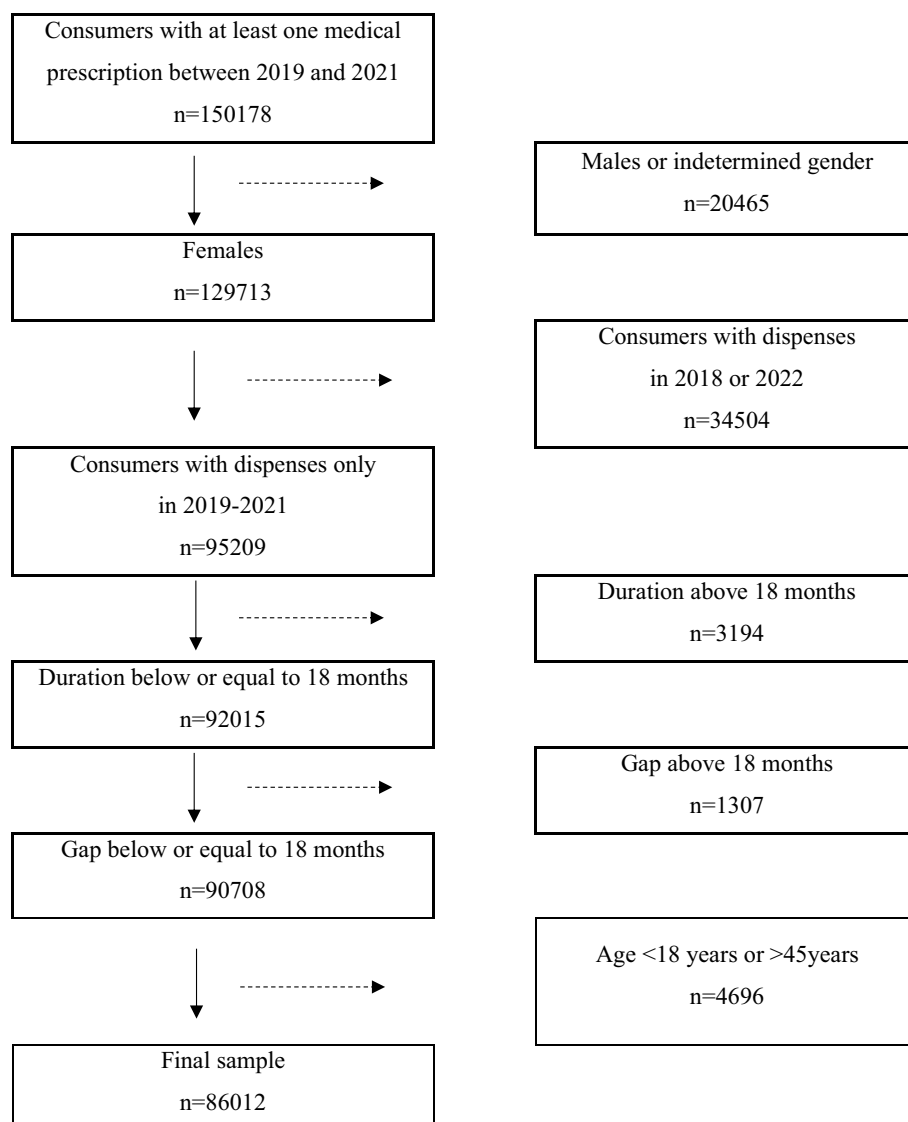 Consumers with at least one medical
prescription between 2019 and 2021
n=150178
Males or indetermined gender
n=20465
Females
n=129713
Consumers with dispenses
in 2018 or 2022
n=34504
Consumers with dispenses only
in 2019-2021
n=95209
Duration above 18 months
n=3194
Duration below or equal to 18 months
n=92015
Gap above 18 months
n=1307
Gap below or equal to 18 months
n=90708
Age <18 years or >45years
n=4696
Final sample
n=86012